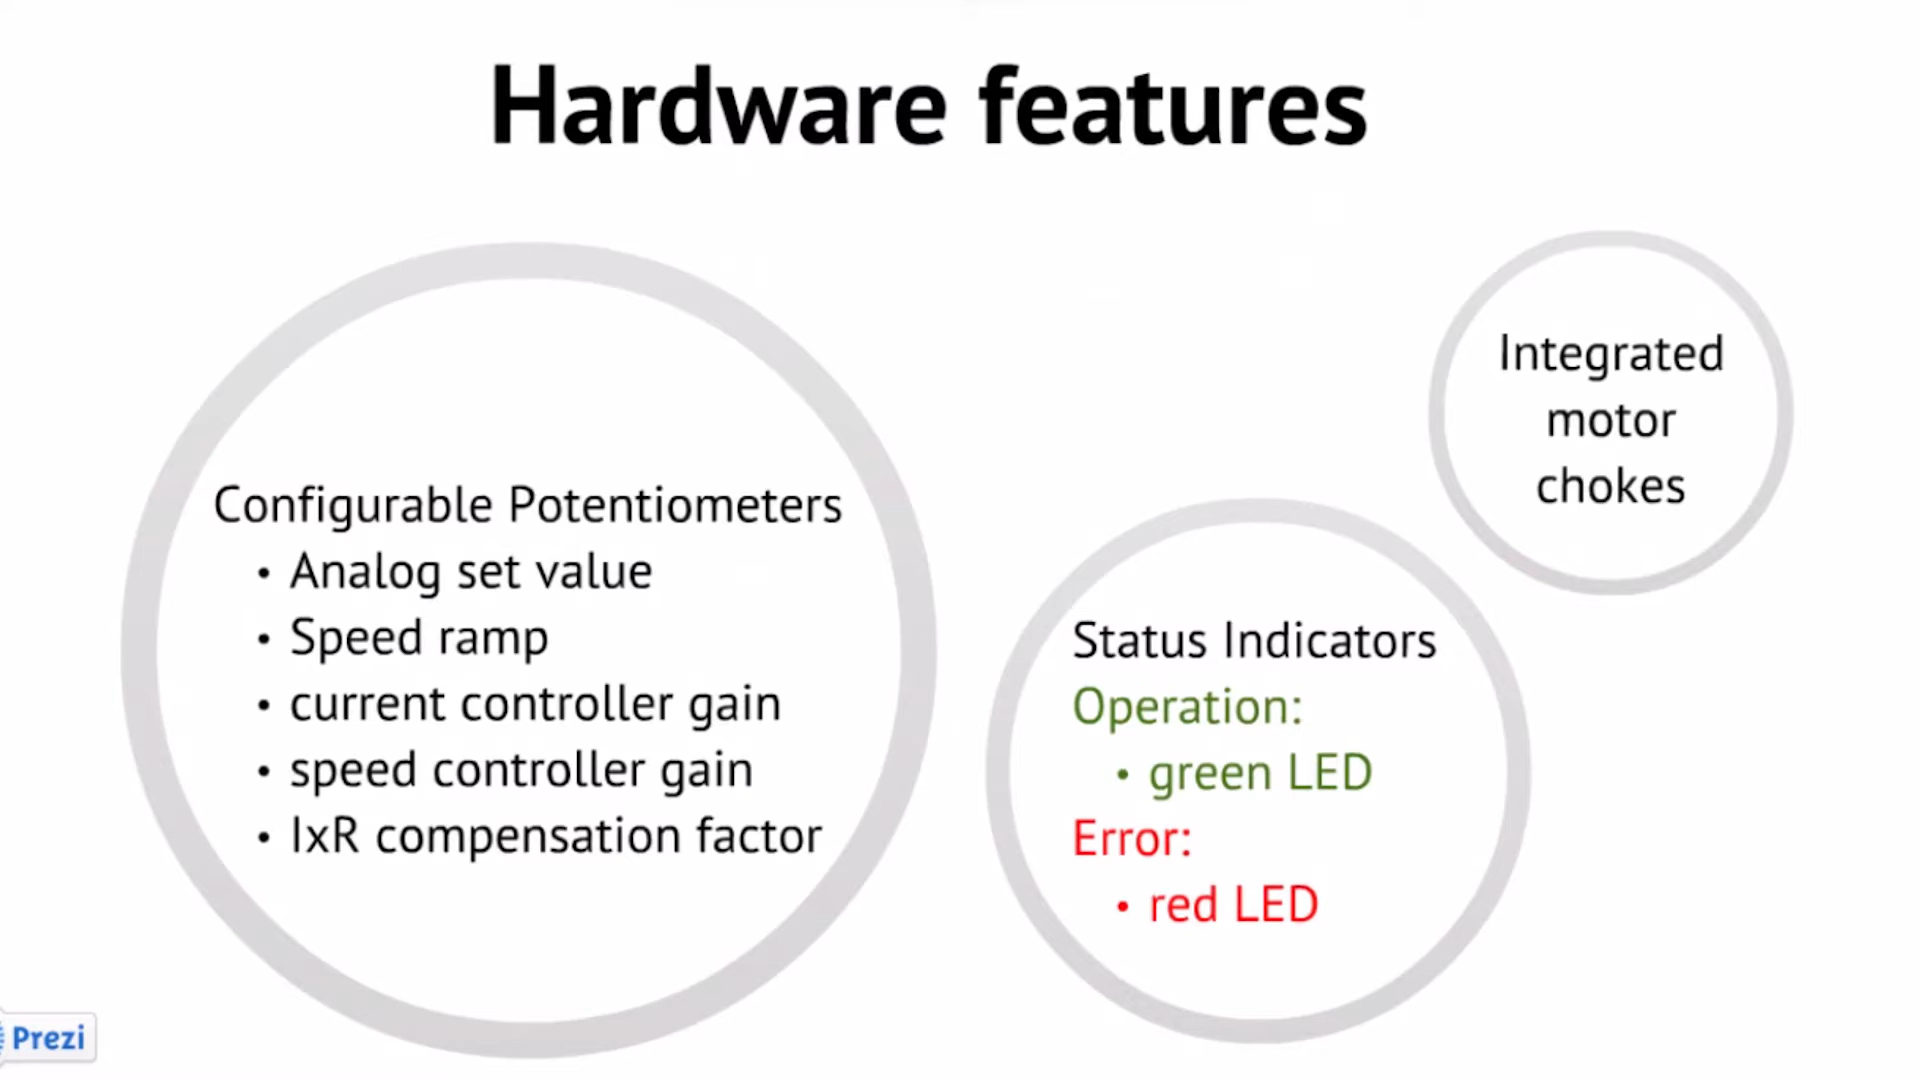 Hardware features
Configurable Potentiometers
• Analog set value
• Speed ramp
• current controller gain
• speed controller gain
• IxR compensation factor
Status Indicators
Operation:
• green LED
Error:
• red LED
Integrated
motor
chokes
Prezi